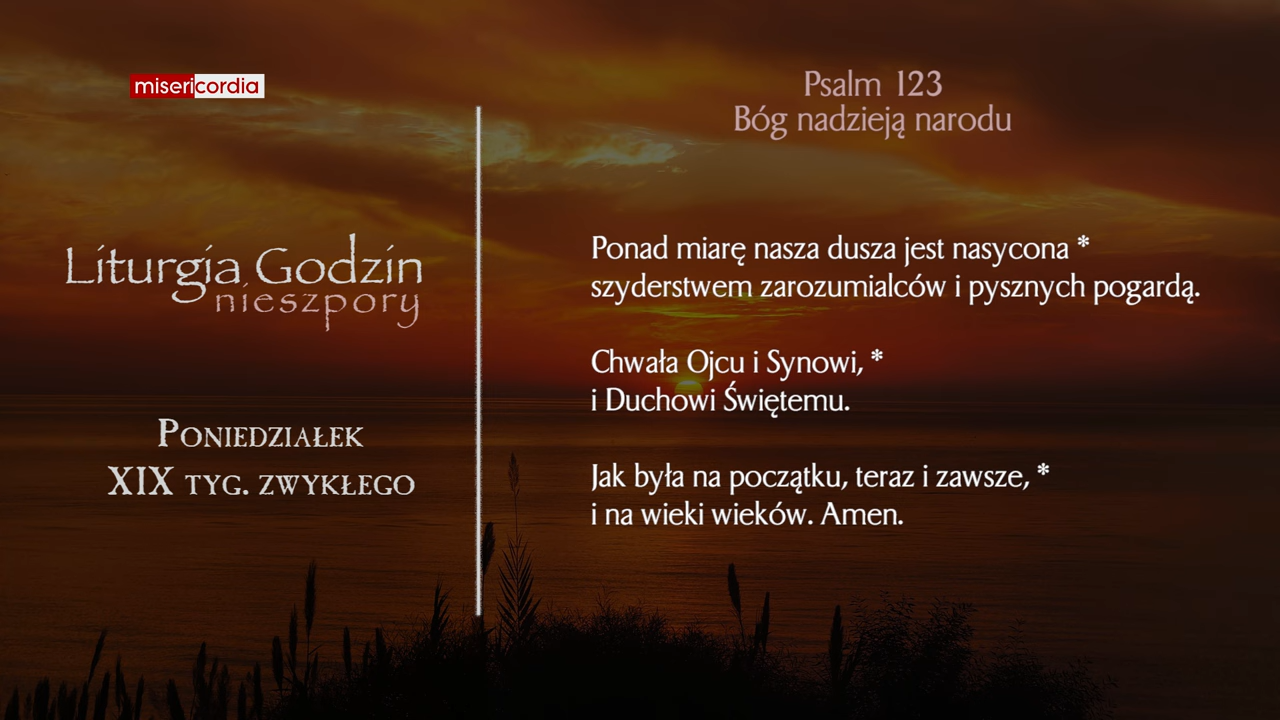 misericordia
Liturgia Godzin
nieszpory
Poniedziałek
XIX tyg. zwykłego
Psalm 123
Bóg nadzieją narodu
Ponad miarę nasza dusza jest nasycona *
szyderstwem zarozumialców i pysznych pogardą.
Chwała Ojcu i Synowi, *
i Duchowi Świętemu.
Jak była na początku, teraz i zawsze, *
i na wieki wieków. Amen.